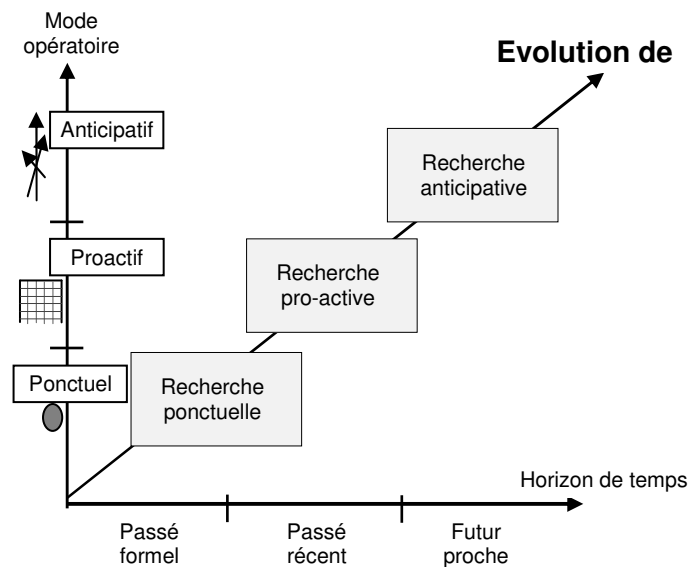 Mode
opératoire
Evolution de
Anticipatif
Recherche
anticipative
Proactif
Recherche
pro-active
Ponctuel
Recherche
ponctuelle
Horizon de temps
Passé
formel
Passé
récent
Futur
proche